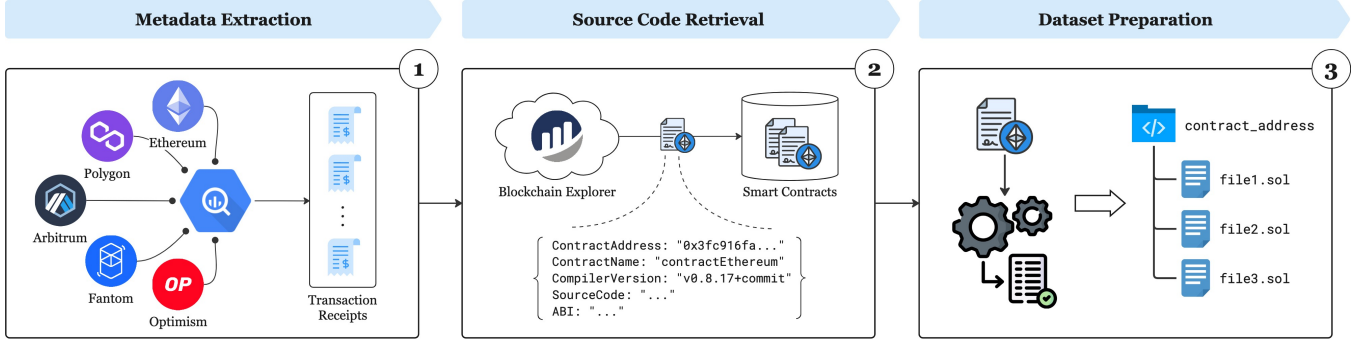 Metadata Extraction
Source Code Retrieval
Dataset Preparation
1
Ethereum
Polygon
Arbitrum
Fantom
OP
Optimism
$
$
$
Transaction
Receipts
2
Blockchain Explorer
Smart Contracts
ContractAddress: "0x3fc916fa..."
ContractName: "contractEthereum"
CompilerVersion: "v0.8.17+commit"
SourceCode: "..."
ABI: "..."
3
</>
contract_address
file1.sol
file2.sol
file3.sol